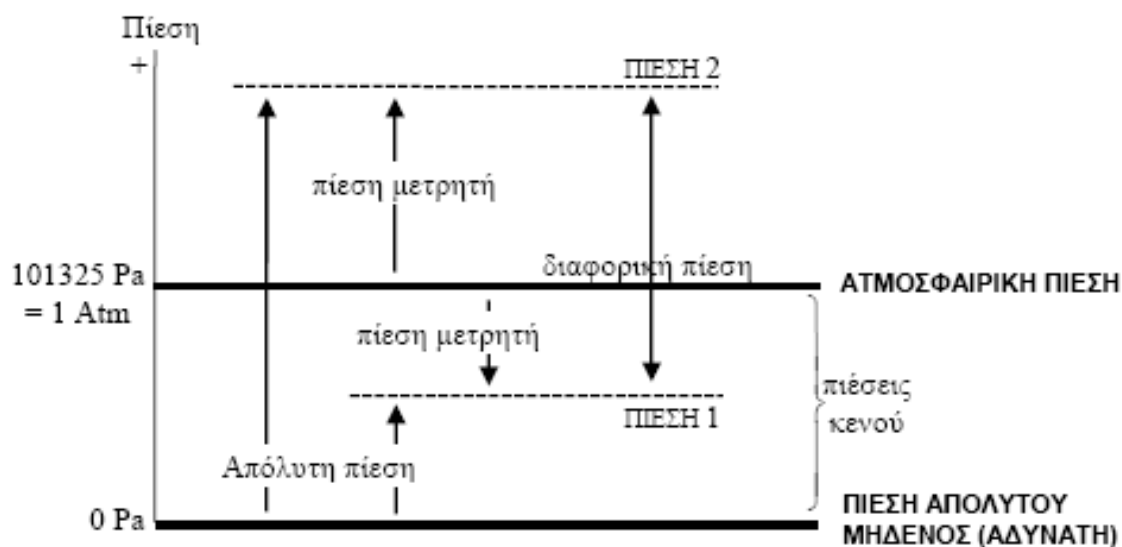 Πίεση
+
ΠΙΕΣΗ 2
πίεση μετρητή
101325 Pa
= 1 Atm
διαφορική πίεση
ΑΤΜΟΣΦΑΙΡΙΚΗ ΠΙΕΣΗ
πίεση μετρητή
πιέσεις
κενού
ΠΙΕΣΗ 1
Απόλυτη πίεση
0 Pa
ΠΙΕΣΗ ΑΠΟΛΥΤΟΥ
ΜΗΔΕΝΟΣ (ΑΔΥΝΑΤΗ)